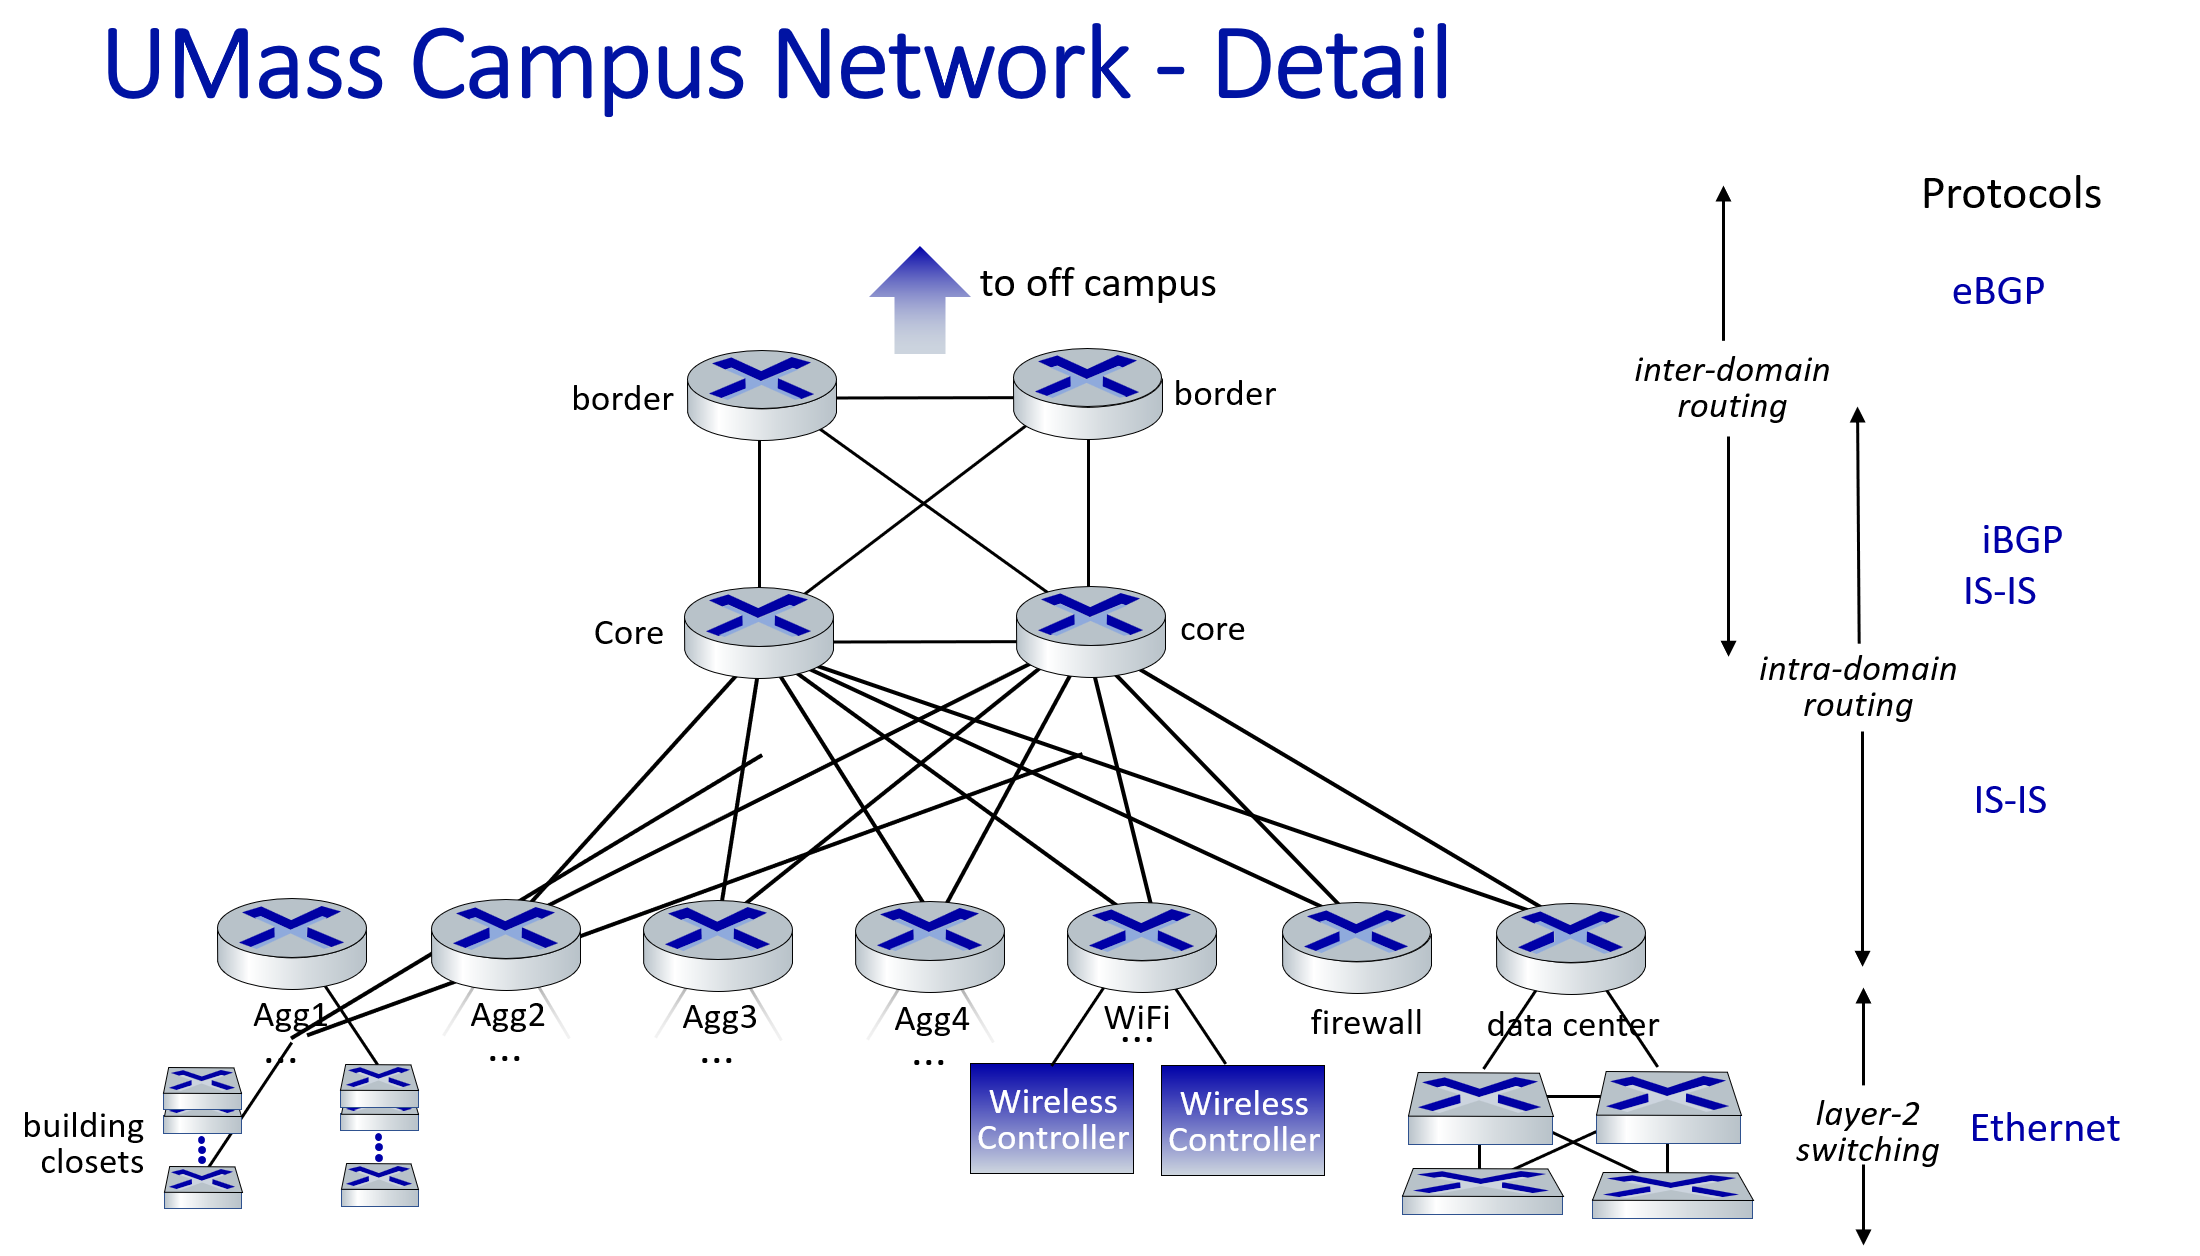 UMass Campus Network - Detail
Protocols
to off campus
eBGP
inter-domain
routing
border
border
iBGP
IS-IS
Core
core
intra-domain
routing
IS-IS
Agg1
Agg2
Agg3
Agg4
WiFi
firewall
data center
...
...
...
...
...
building
closets
Wireless
Controller
Wireless
Controller
layer-2
switching
Ethernet